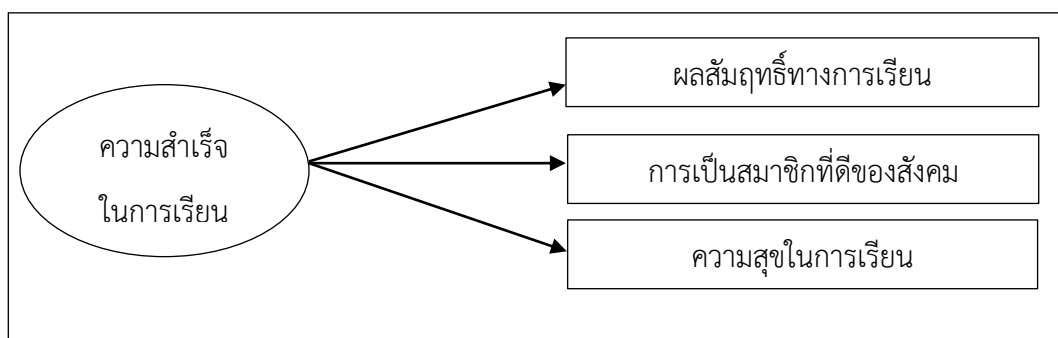 ความสำเร็จ
ในการเรียน
ผลสัมฤทธิ์ทางการเรียน
การเป็นสมาชิกที่ดีของสังคม
ความสุขในการเรียน